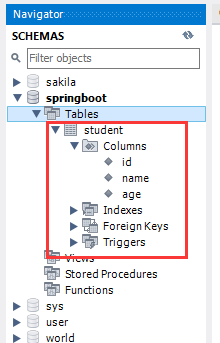 Navigator
SCHEMAS
Filter objects
sakila
springboot
Tables
student
Columns
id
name
age
Indexes
Foreign Keys
Triggers
Views
Stored Procedures
Functions
sys
user
world